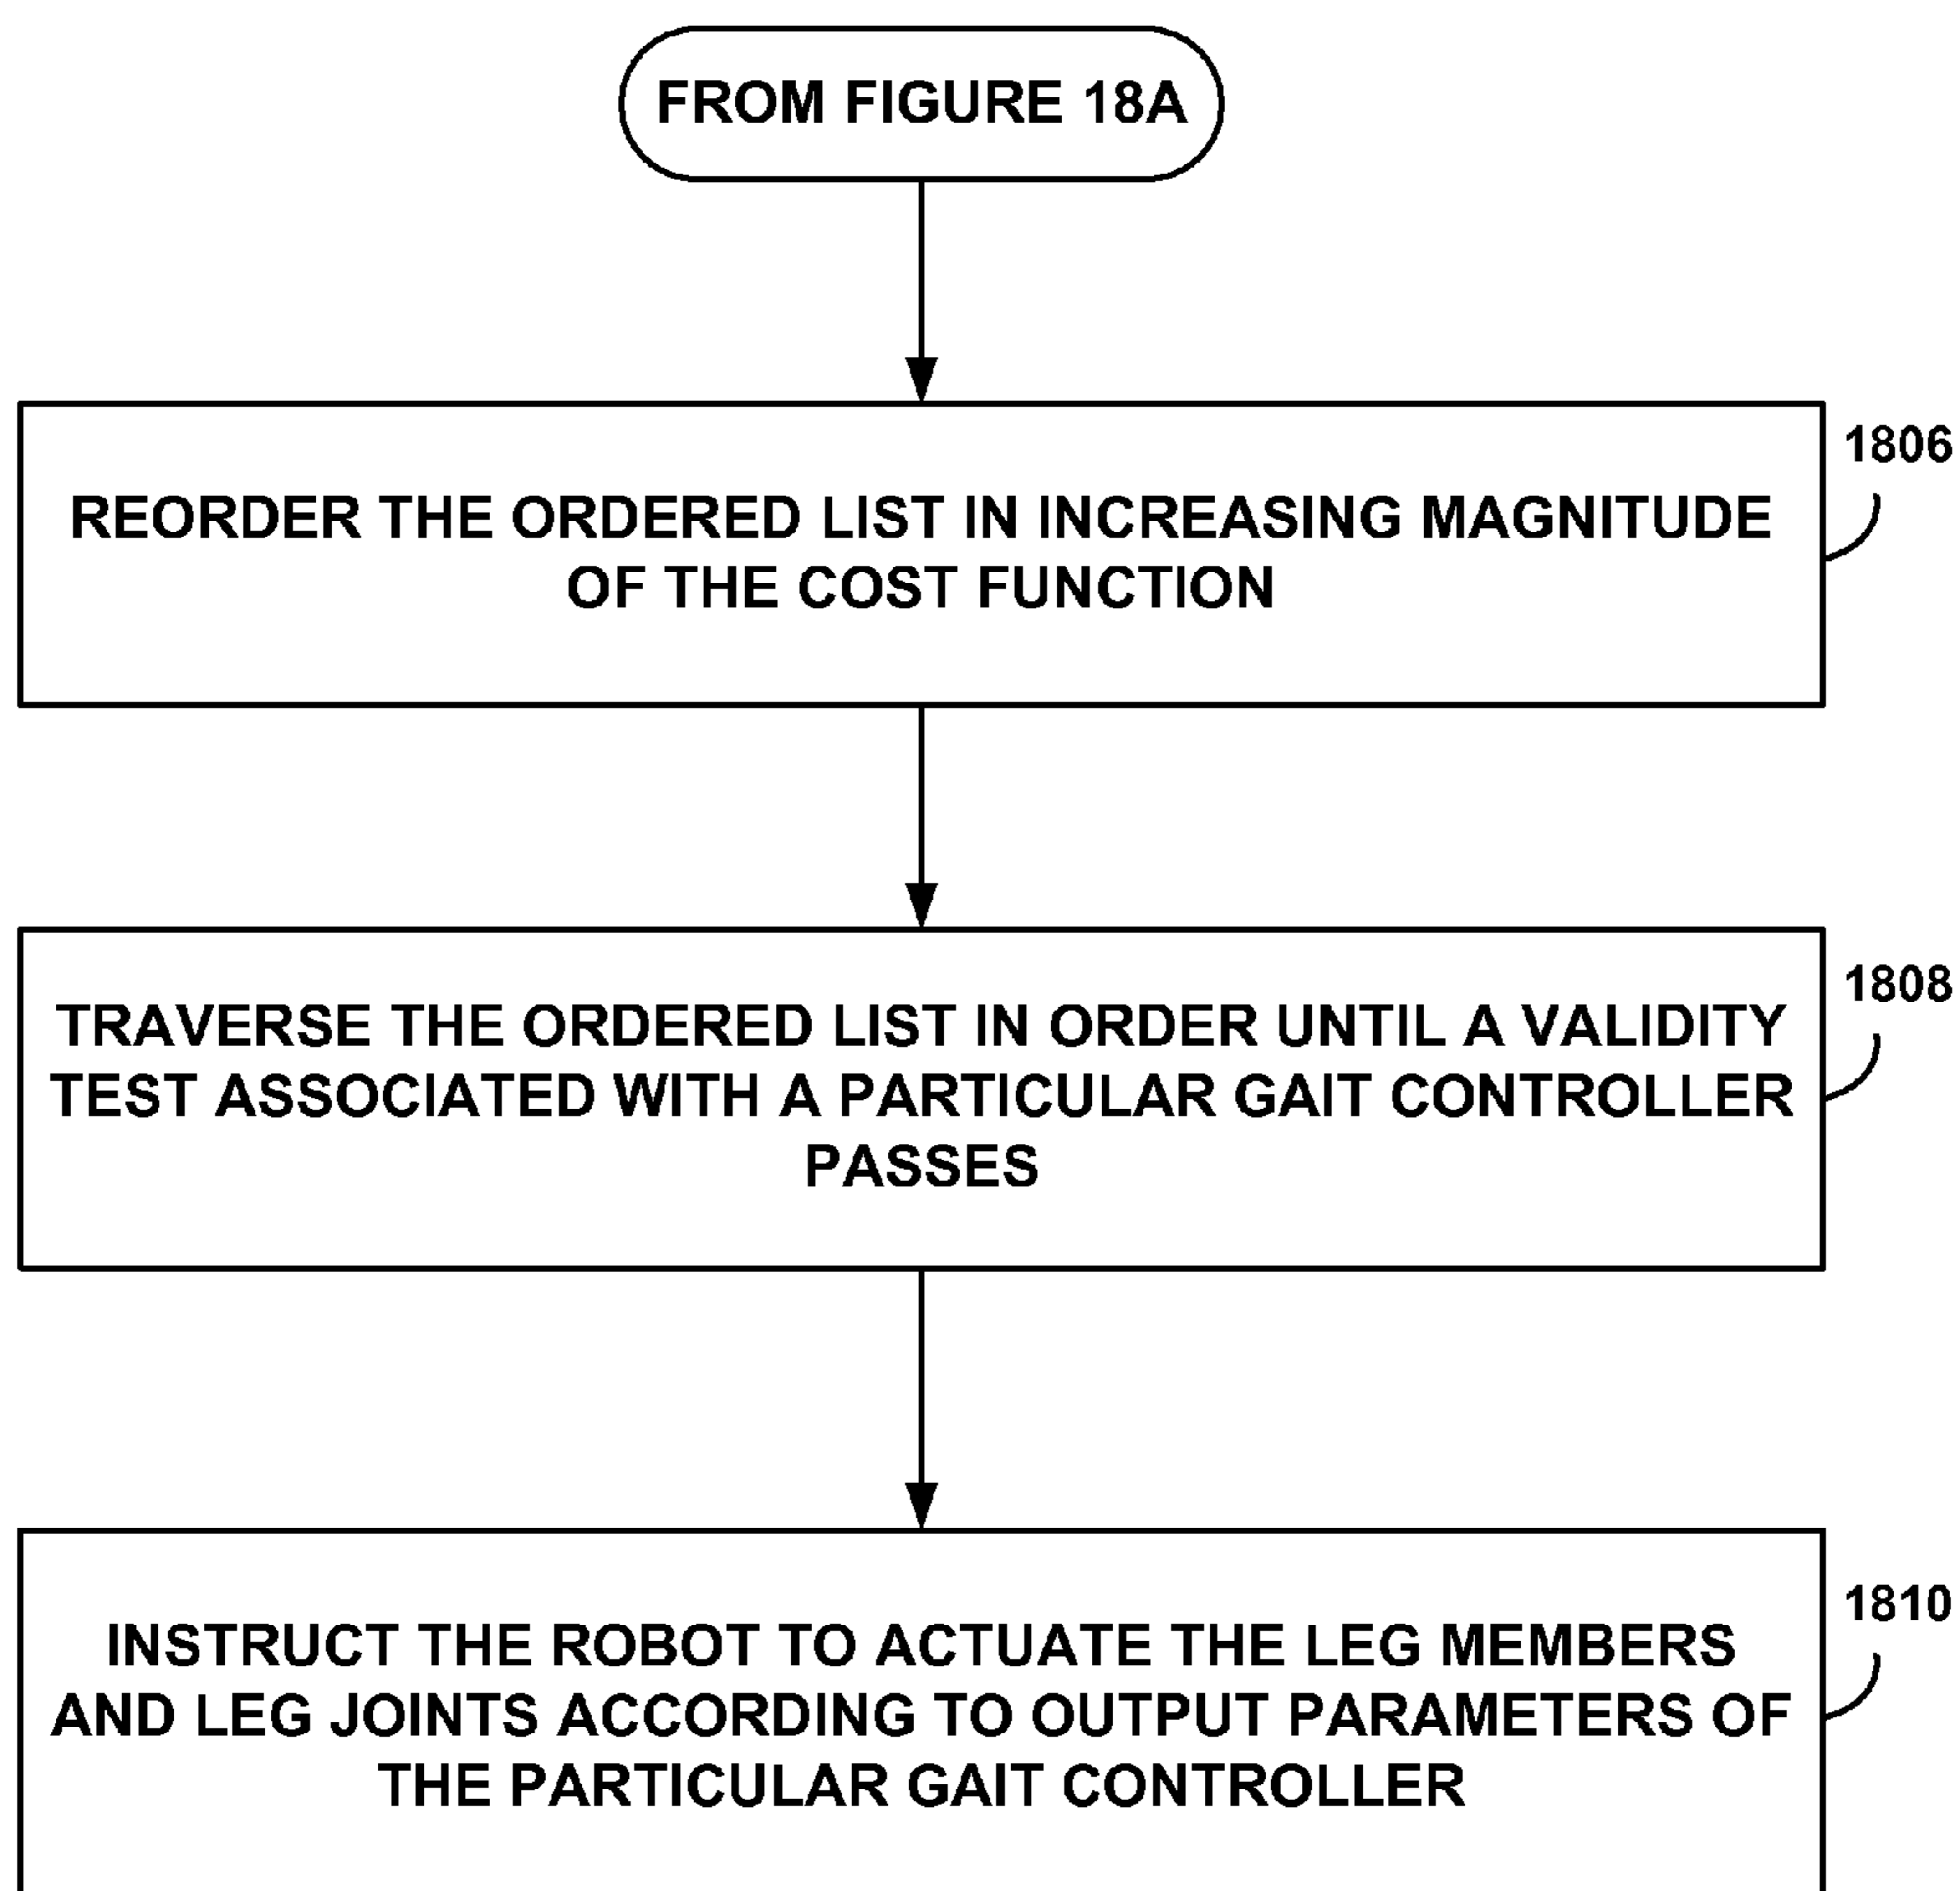 FROM FIGURE 18A
1806
REORDER THE ORDERED LIST IN INCREASING MAGNITUDE
OF THE COST FUNCTION
1808
TRAVERSE THE ORDERED LIST IN ORDER UNTIL A VALIDITY
TEST ASSOCIATED WITH A PARTICULAR GAIT CONTROLLER
PASSES
1810
INSTRUCT THE ROBOT TO ACTUATE THE LEG MEMBERS
AND LEG JOINTS ACCORDING TO OUTPUT PARAMETERS OF
THE PARTICULAR GAIT CONTROLLER